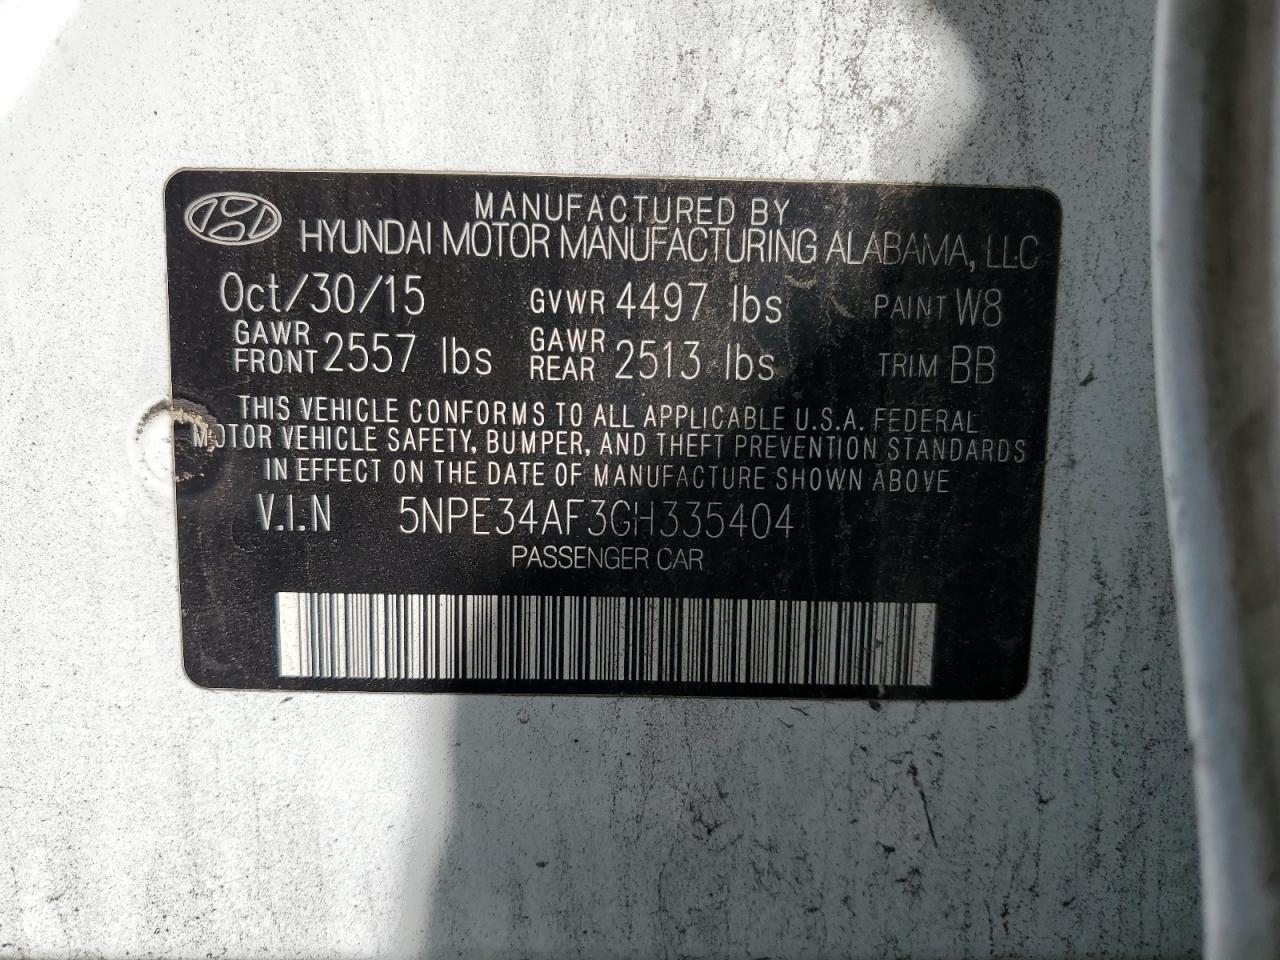 MANUFACTURED BY
HYUNDAI MOTOR MANUFACTURING ALABAMA, LLC
Oct/30/15 GVWR 4497 lbs PAINT W8
GAWR FRONT 2557 lbs GAWR REAR 2513 lbs TRIM BB
THIS VEHICLE CONFORMS TO ALL APPLICABLE U.S.A. FEDERAL
MOTOR VEHICLE SAFETY, BUMPER, AND THEFT PREVENTION STANDARDS
IN EFFECT ON THE DATE OF MANUFACTURE SHOWN ABOVE
V.I.N 5NPE34AF3GH335404
PASSENGER CAR